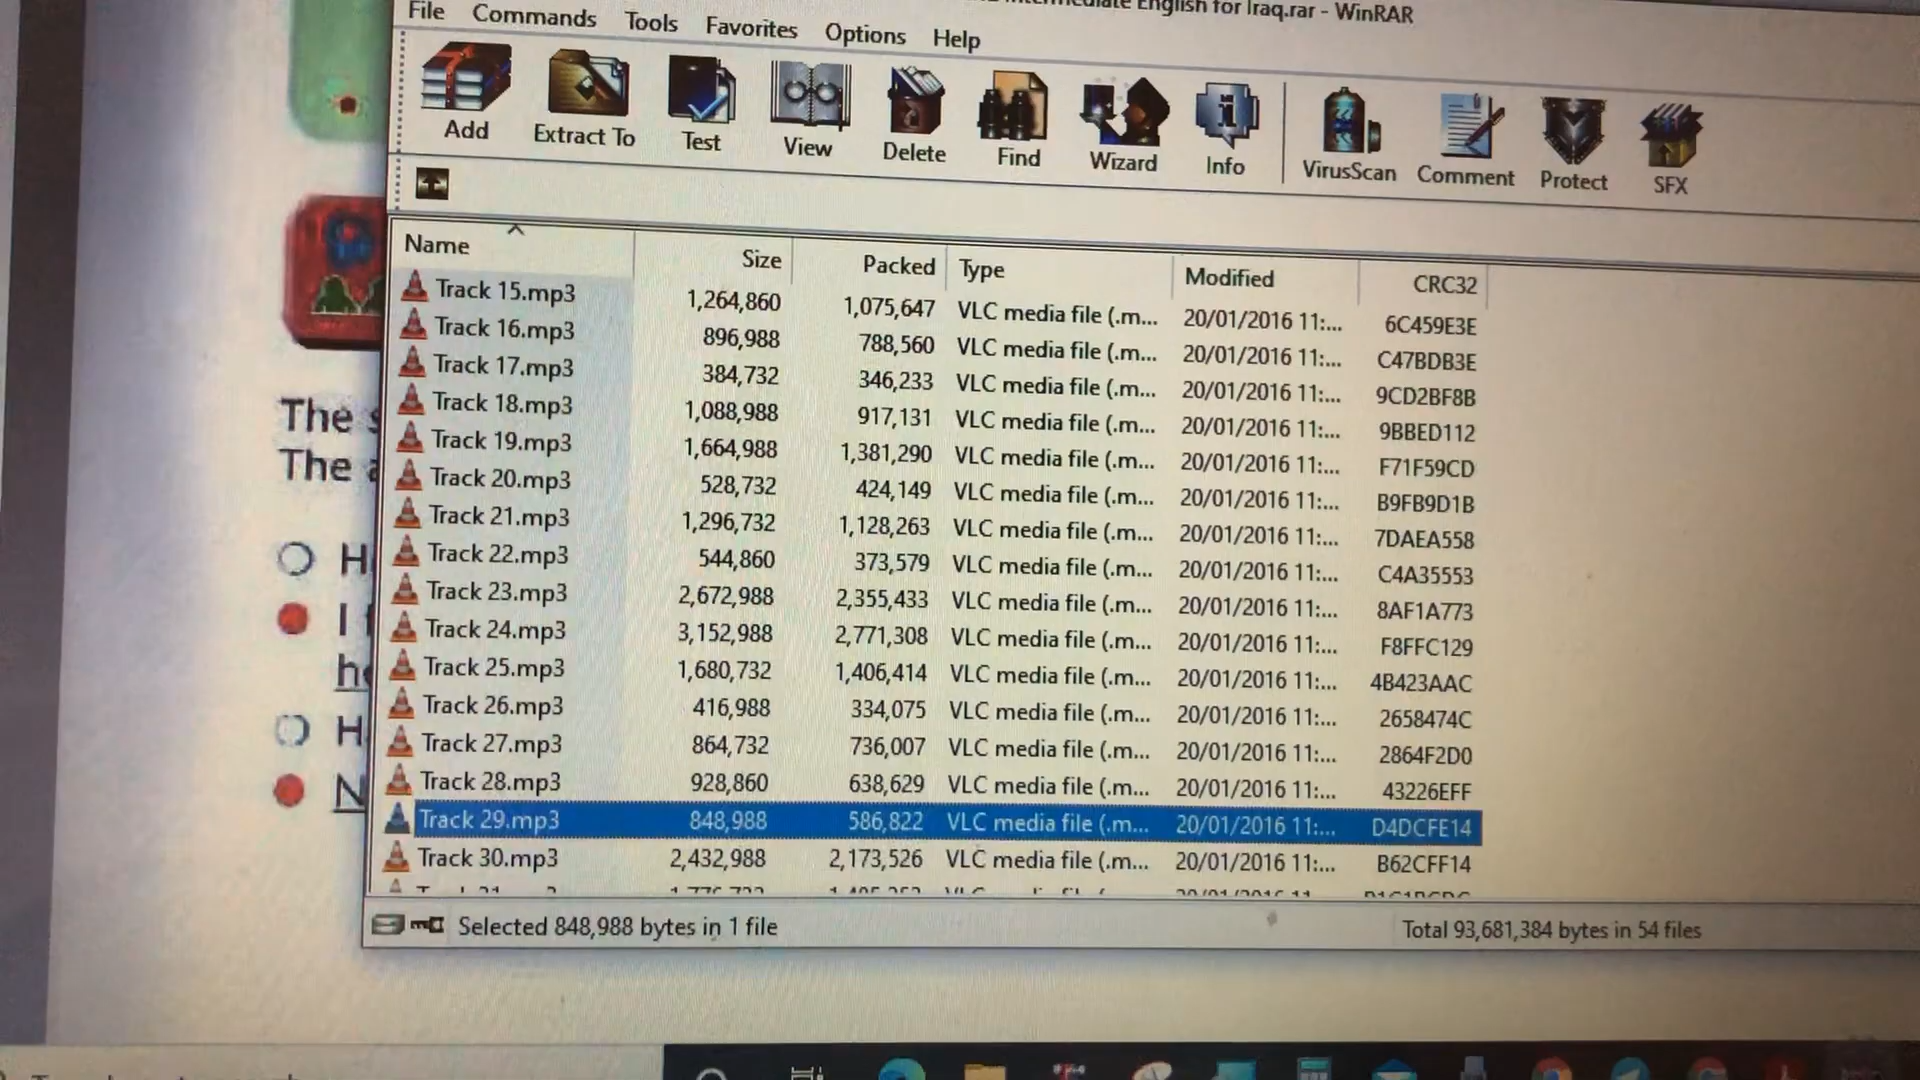 English for Iraq.rar - WinRAR
File Commands Tools Favorites Options Help
Add Extract To Test View Delete Find Wizard Info VirusScan Comment Protect SFX
Name Size Packed Type Modified CRC32
Track 15.mp3 1,264,860 1,075,647 VLC media file (.m... 20/01/2016 11:... 6C459E3E
Track 16.mp3 896,988 788,560 VLC media file (.m... 20/01/2016 11:... C47BDB3E
Track 17.mp3 384,732 346,233 VLC media file (.m... 20/01/2016 11:... 9CD2BF8B
Track 18.mp3 1,088,988 917,131 VLC media file (.m... 20/01/2016 11:... 9BBED112
Track 19.mp3 1,664,988 1,381,290 VLC media file (.m... 20/01/2016 11:... F71F59CD
Track 20.mp3 528,732 424,149 VLC media file (.m... 20/01/2016 11:... B9FB9D1B
Track 21.mp3 1,296,732 1,128,263 VLC media file (.m... 20/01/2016 11:... 7DAEA558
Track 22.mp3 544,860 373,579 VLC media file (.m... 20/01/2016 11:... C4A35553
Track 23.mp3 2,672,988 2,355,433 VLC media file (.m... 20/01/2016 11:... 8AF1A773
Track 24.mp3 3,152,988 2,771,308 VLC media file (.m... 20/01/2016 11:... F8FFC129
Track 25.mp3 1,680,732 1,406,414 VLC media file (.m... 20/01/2016 11:... 4B423AAC
Track 26.mp3 416,988 334,075 VLC media file (.m... 20/01/2016 11:... 2658474C
Track 27.mp3 864,732 736,007 VLC media file (.m... 20/01/2016 11:... 2864F2D0
Track 28.mp3 928,860 638,629 VLC media file (.m... 20/01/2016 11:... 43226EFF
Track 29.mp3 848,988 586,822 VLC media file (.m... 20/01/2016 11:... D4DCFE14
Track 30.mp3 2,432,988 2,173,526 VLC media file (.m... 20/01/2016 11:... B62CFF14
Selected 848,988 bytes in 1 file Total 93,681,384 bytes in 54 files
The
The
I